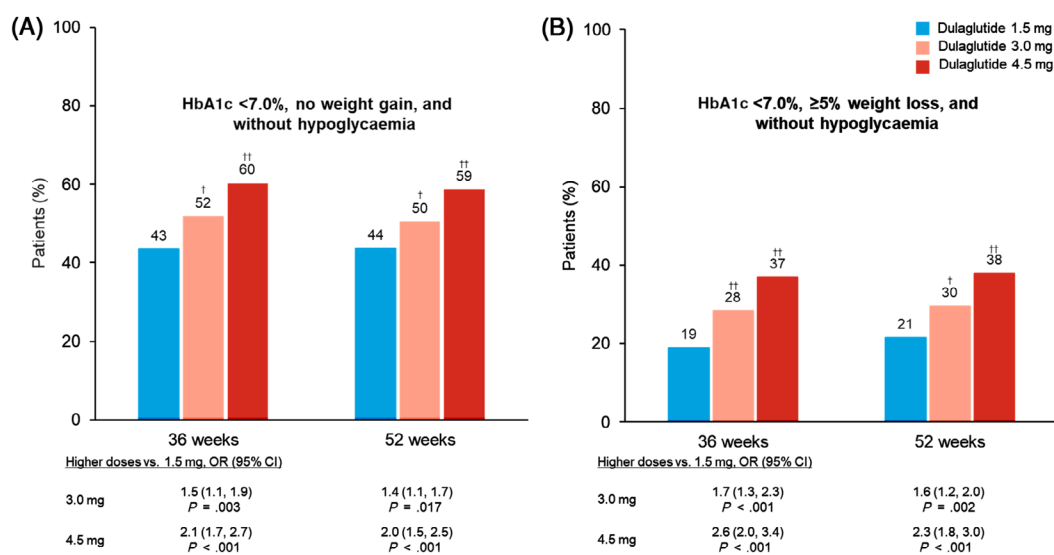 (A)
100
80
60
40
20
0
Patients (%)
HbA1c <7.0%, no weight gain, and
without hypoglycaemia
43
†
52
††
60
44
†
50
††
59
36 weeks
52 weeks
Higher doses vs. 1.5 mg, OR (95% CI)
3.0 mg
1.5 (1.1, 1.9)
P = .003
1.4 (1.1, 1.7)
P = .017
4.5 mg
2.1 (1.7, 2.7)
P < .001
2.0 (1.5, 2.5)
P < .001
(B)
Dulaglutide 1.5 mg
Dulaglutide 3.0 mg
Dulaglutide 4.5 mg
100
80
60
40
20
0
Patients (%)
HbA1c <7.0%, ≥5% weight loss, and
without hypoglycaemia
19
††
28
††
37
21
†
30
††
38
36 weeks
52 weeks
Higher doses vs. 1.5 mg, OR (95% CI)
3.0 mg
1.7 (1.3, 2.3)
P < .001
1.6 (1.2, 2.0)
P = .002
4.5 mg
2.6 (2.0, 3.4)
P < .001
2.3 (1.8, 3.0)
P < .001